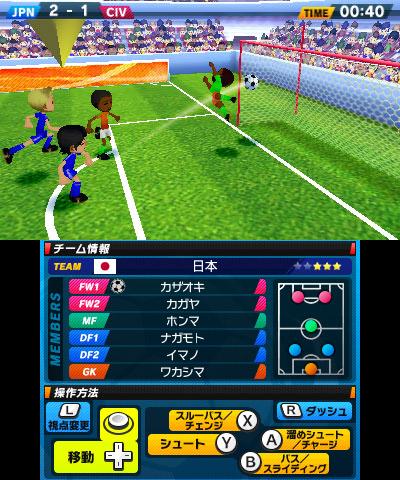 JPN 2 - 1 CIV TIME 00:40
チーム情報
TEAM 日本
MEMBERS
FW1 カザオキ
FW2 カガヤ
MF ホンマ
DF1 ナガモト
DF2 イマノ
GK ワカシマ
操作方法
L 視点変更
移動
スルーパス/チェンジ X
シュート Y
R ダッシュ
A 溜めシュート/チャージ
B パス/スライディング